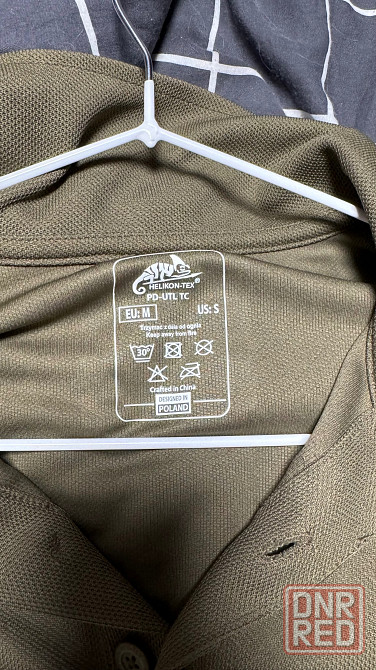 HELIKON-TEX®
PD-UTL TC
EU: M US: S
Trzymać z dala od ognia
Keep away from fire
30°
Crafted in China
DESIGNED IN
POLAND
DNR
RED